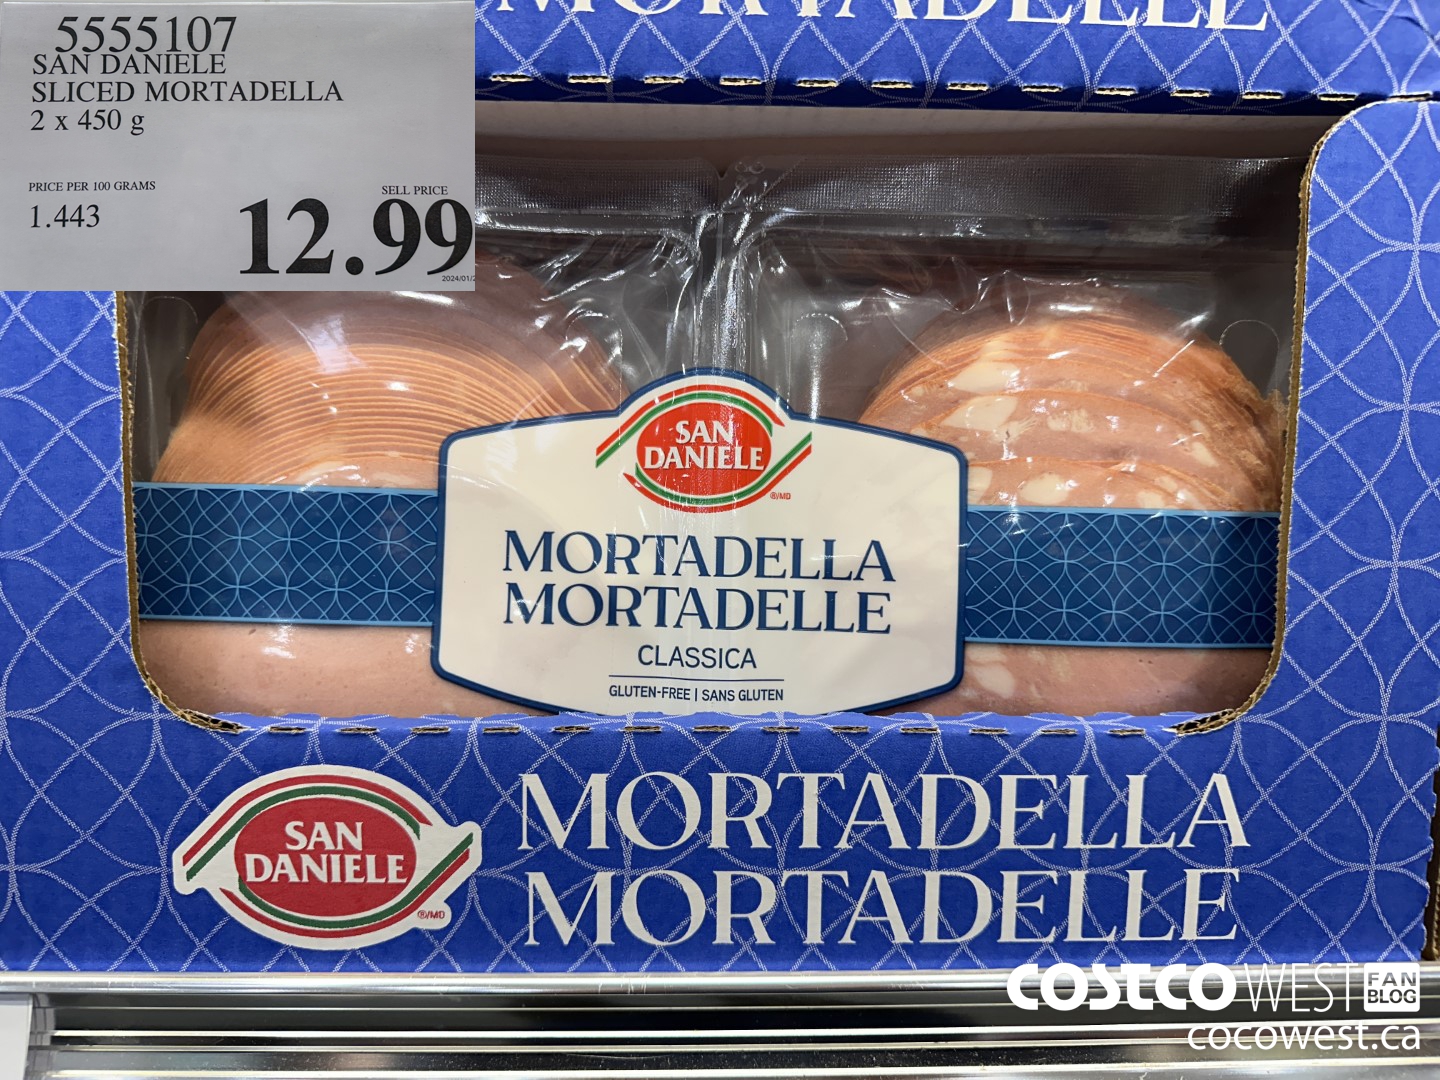 MORTADELLE
5555107
SAN DANIELE
SLICED MORTADELLA
2 x 450 g
PRICE PER 100 GRAMS
1.443
SELL PRICE
12.99
SAN
DANIELE
®/MD
MORTADELLA
MORTADELLE
CLASSICA
GLUTEN-FREE | SANS GLUTEN
SAN
DANIELE
®/MD
MORTADELLA
MORTADELLE
COSTCO WEST FAN BLOG
cocowest.ca